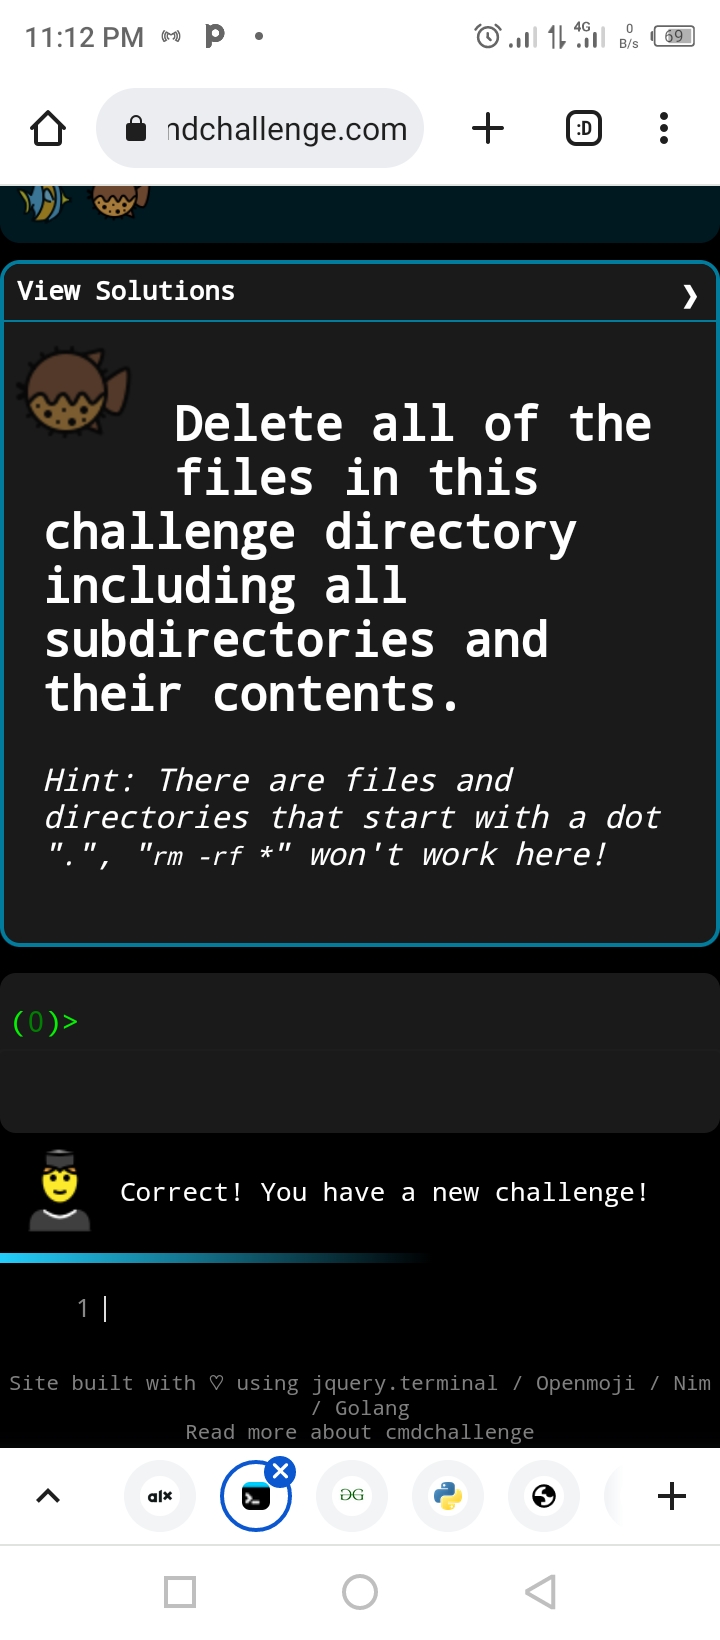 11:12 PM
4G
0
B/s
69
ndchallenge.com
:D
View Solutions
Delete all of the
files in this
challenge directory
including all
subdirectories and
their contents.
Hint: There are files and
directories that start with a dot
".", "rm -rf *" won't work here!
(0)>
Correct! You have a new challenge!
1
Site built with ♡ using jquery.terminal / Openmoji / Nim
/ Golang
Read more about cmdchallenge
alx